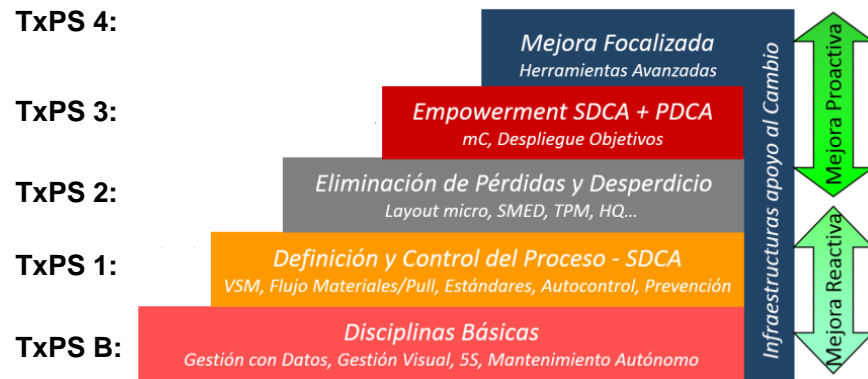 TxPS 4:
Mejora Focalizada
Herramientas Avanzadas
TxPS 3:
Empowerment SDCA + PDCA
mC, Despliegue Objetivos
TxPS 2:
Eliminación de Pérdidas y Desperdicio
Layout micro, SMED, TPM, HQ...
TxPS 1:
Definición y Control del Proceso - SDCA
VSM, Flujo Materiales/Pull, Estándares, Autocontrol, Prevención
TxPS B:
Disciplinas Básicas
Gestión con Datos, Gestión Visual, 5S, Mantenimiento Autónomo
Infraestructuras apoyo al Cambio
Mejora Proactiva
Mejora Reactiva